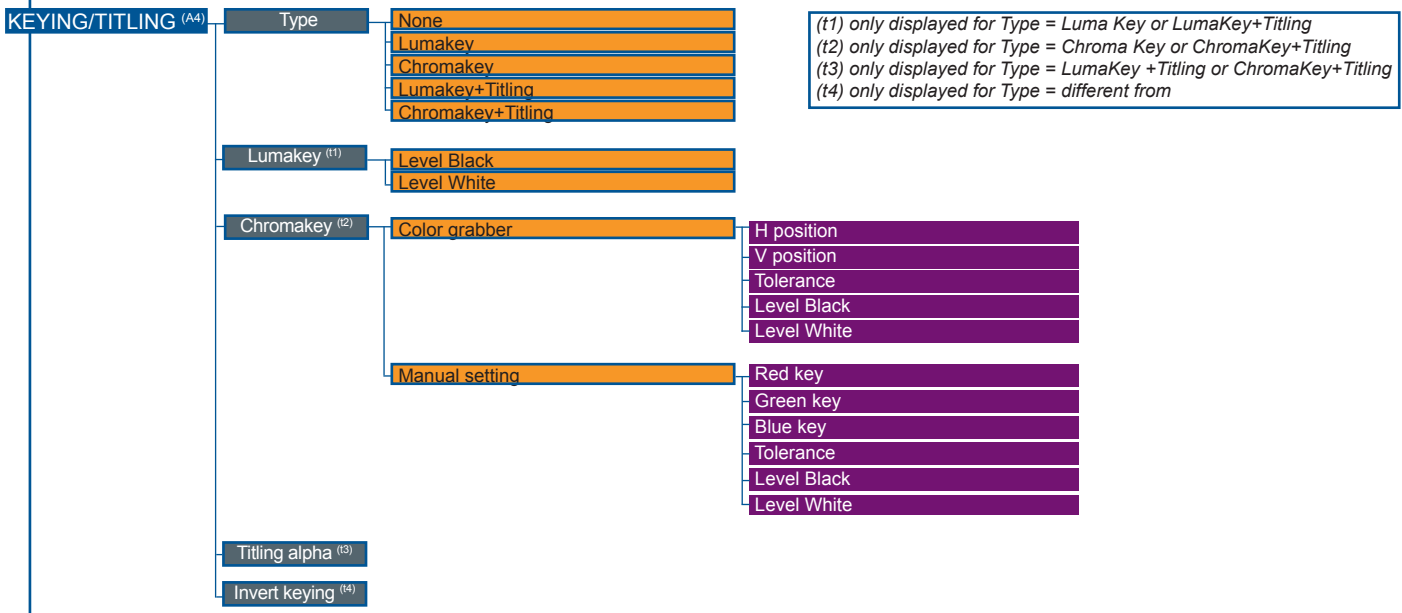 KEYING/TITLING (A4)
Type
None
Lumakey
Chromakey
Lumakey+Titling
Chromakey+Titling
(t1) only displayed for Type = Luma Key or LumaKey+Titling
(t2) only displayed for Type = Chroma Key or ChromaKey+Titling
(t3) only displayed for Type = LumaKey +Titling or ChromaKey+Titling
(t4) only displayed for Type = different from
Lumakey (t1)
Level Black
Level White
Chromakey (t2)
Color grabber
H position
V position
Tolerance
Level Black
Level White
Manual setting
Red key
Green key
Blue key
Tolerance
Level Black
Level White
Titling alpha (t3)
Invert keying (t4)